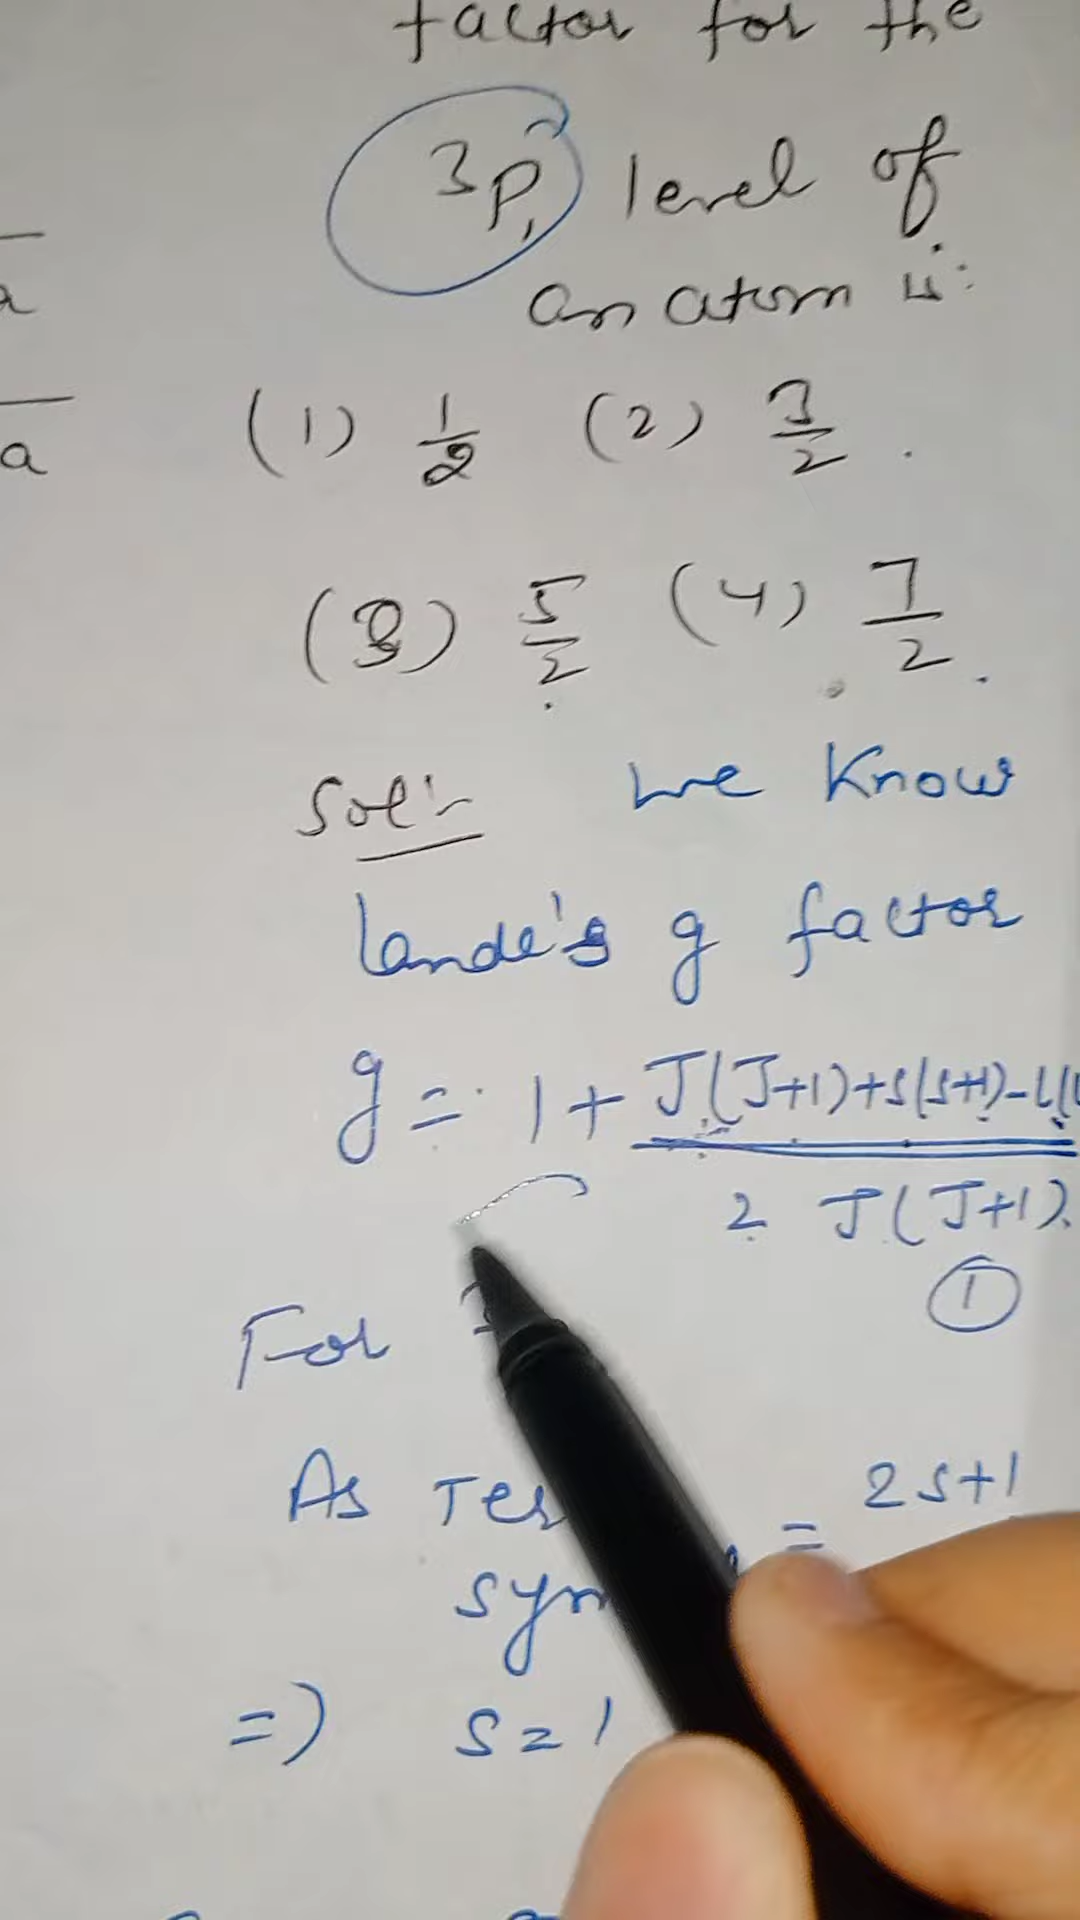 factor for the
³P₁ level of
an atom is:
a
(1) 1/2 (2) 3/2 .
(3) 5/2 (4) 7/2 .
Sol'n we know
Lande's g factor
g = 1 + J(J+1)+S(S+1)-L(L
2 J(J+1).
①
For 3
As Ter
2S+1
sym =
=) S=1